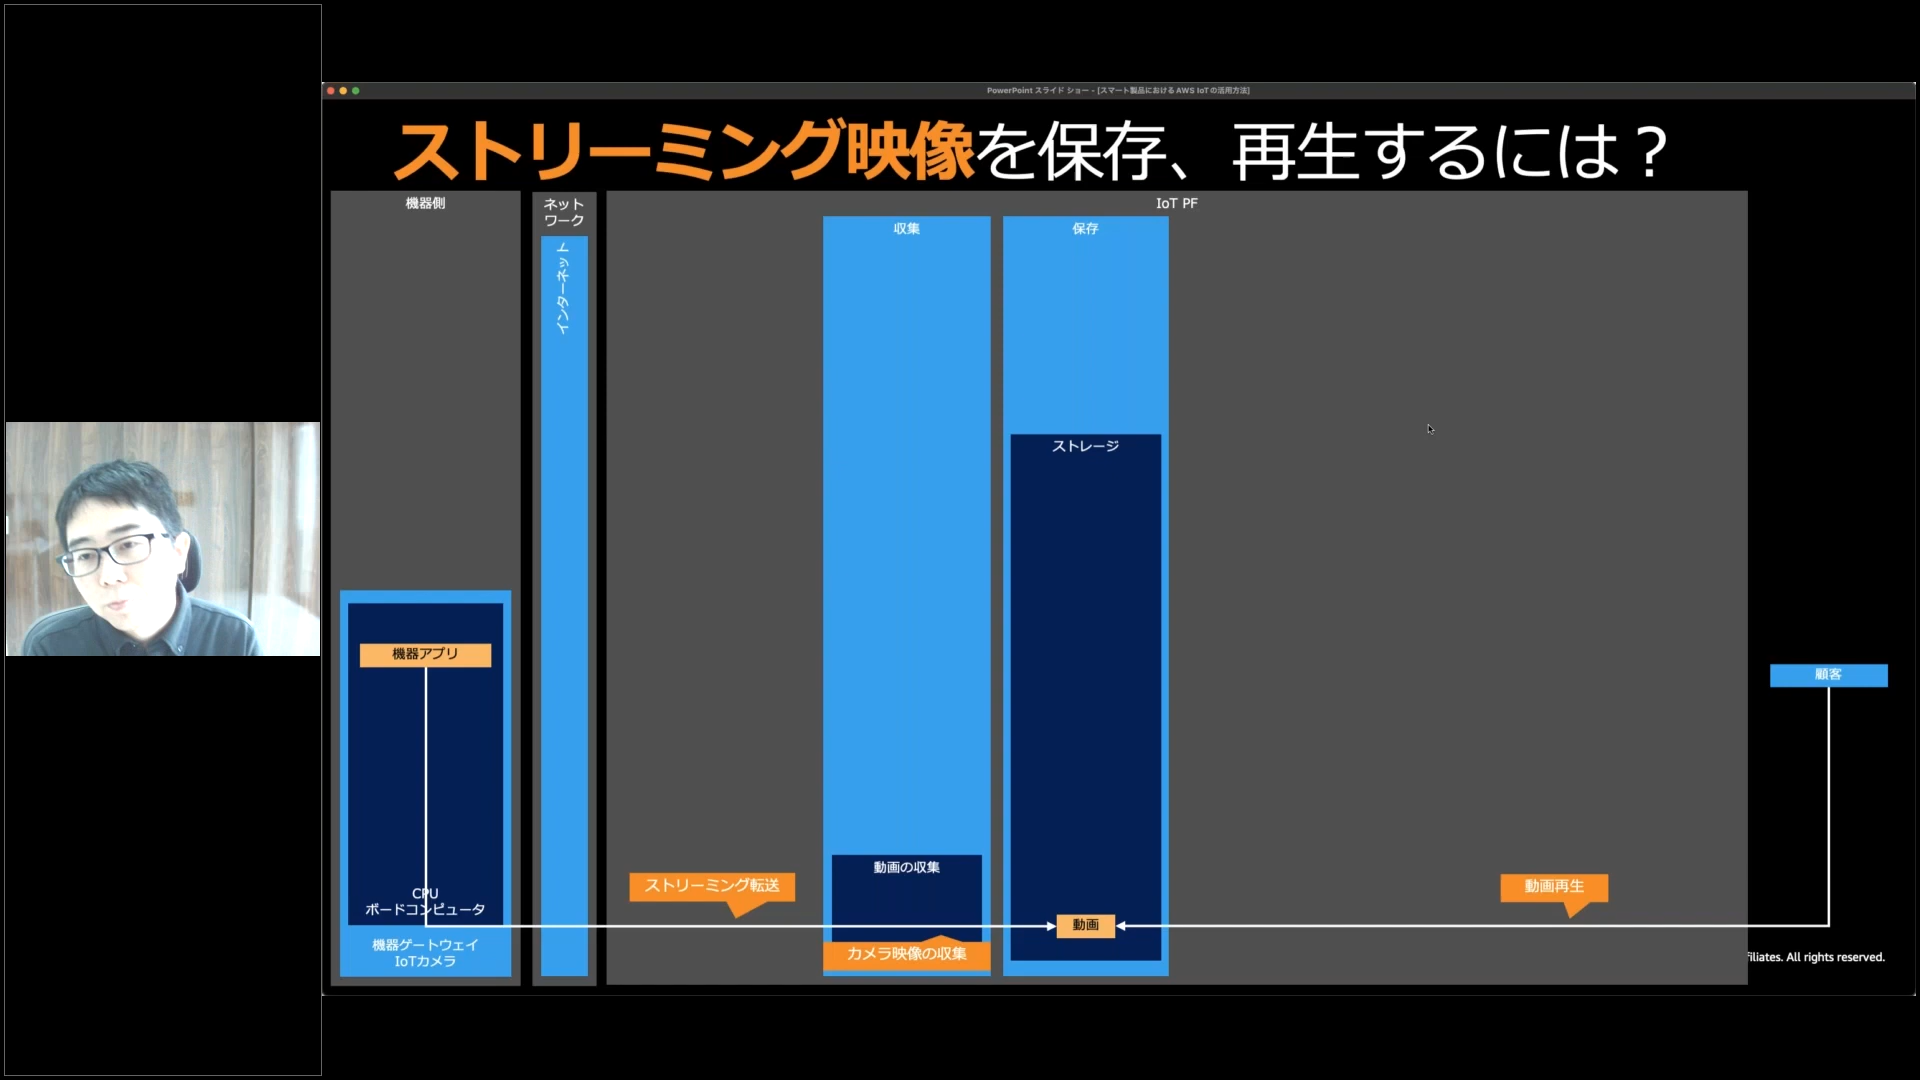 PowerPoint スライド ショー - [スマート製品における AWS IoT の活用方法]
ストリーミング映像を保存、再生するには？
機器側
ネット
ワーク
インターネット
IoT PF
収集
保存
ストレージ
機器アプリ
CPU
ボードコンピュータ
機器ゲートウェイ
IoTカメラ
ストリーミング転送
動画の収集
カメラ映像の収集
動画
動画再生
顧客
filiates. All rights reserved.